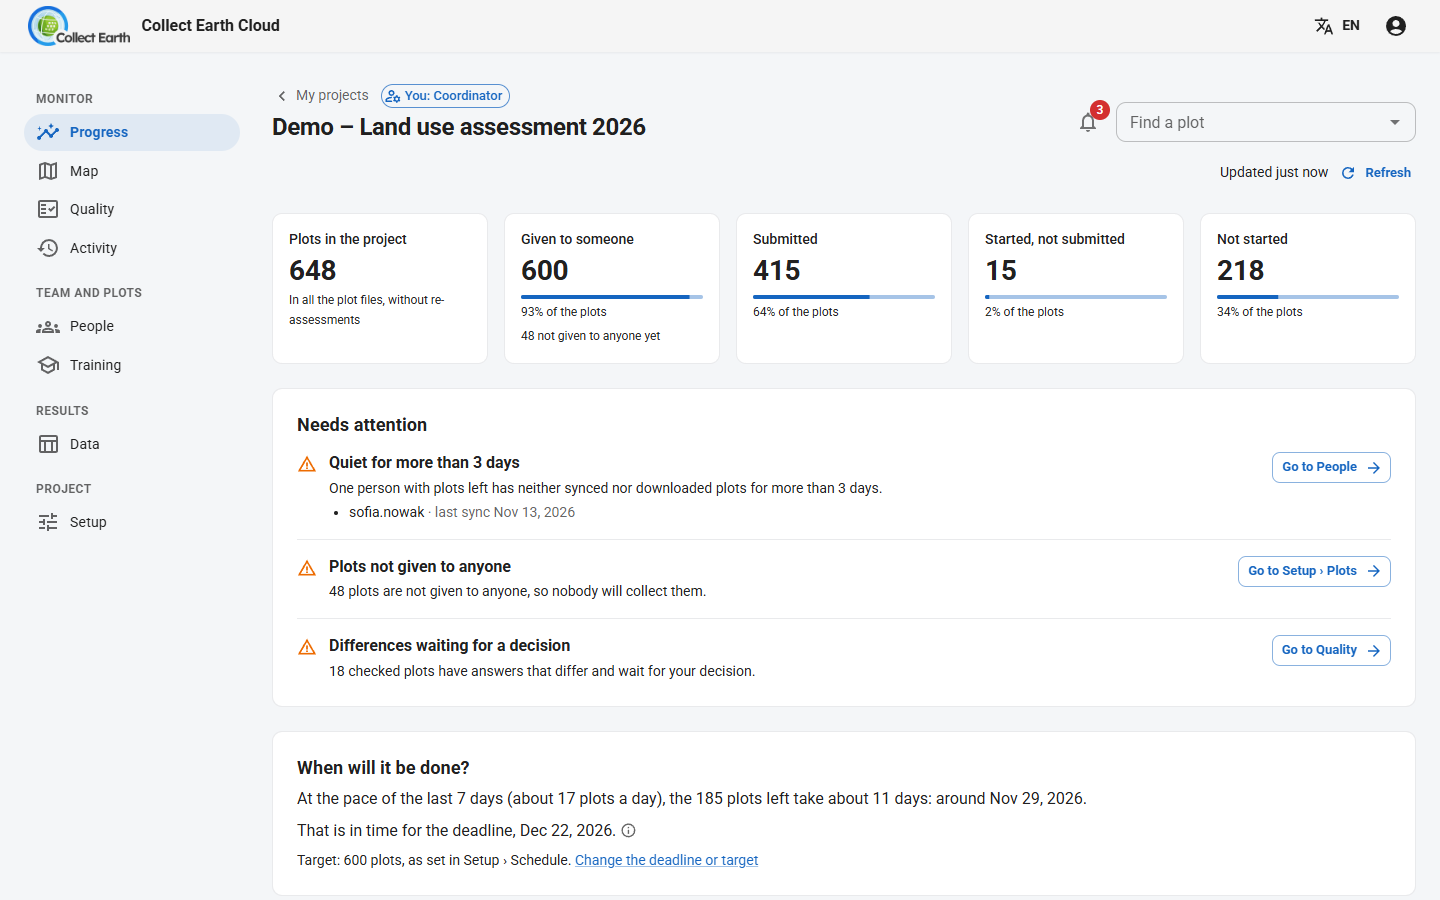 Collect Earth
Collect Earth Cloud
EN
MONITOR
Progress
Map
Quality
Activity
TEAM AND PLOTS
People
Training
RESULTS
Data
PROJECT
Setup
My projects
You: Coordinator
Demo – Land use assessment 2026
3
Find a plot
Updated just now
Refresh
Plots in the project
648
In all the plot files, without re-
assessments
Given to someone
600
93% of the plots
48 not given to anyone yet
Submitted
415
64% of the plots
Started, not submitted
15
2% of the plots
Not started
218
34% of the plots
Needs attention
Quiet for more than 3 days
One person with plots left has neither synced nor downloaded plots for more than 3 days.
• sofia.nowak · last sync Nov 13, 2026
Go to People
Plots not given to anyone
48 plots are not given to anyone, so nobody will collect them.
Go to Setup › Plots
Differences waiting for a decision
18 checked plots have answers that differ and wait for your decision.
Go to Quality
When will it be done?
At the pace of the last 7 days (about 17 plots a day), the 185 plots left take about 11 days: around Nov 29, 2026.
That is in time for the deadline, Dec 22, 2026.
Target: 600 plots, as set in Setup › Schedule. Change the deadline or target